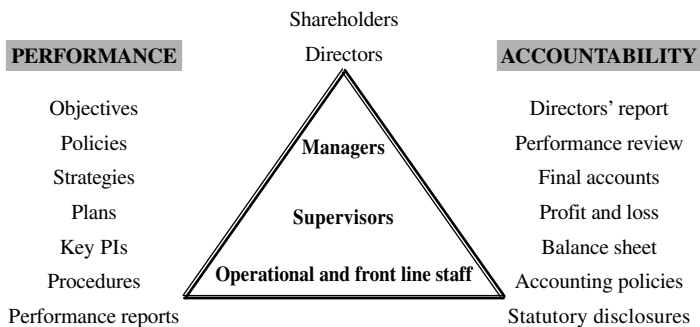 Shareholders
PERFORMANCE
Directors
ACCOUNTABILITY
Objectives
Policies
Strategies
Plans
Key PIs
Procedures
Performance reports
Managers
Supervisors
Operational and front line staff
Directors’ report
Performance review
Final accounts
Profit and loss
Balance sheet
Accounting policies
Statutory disclosures